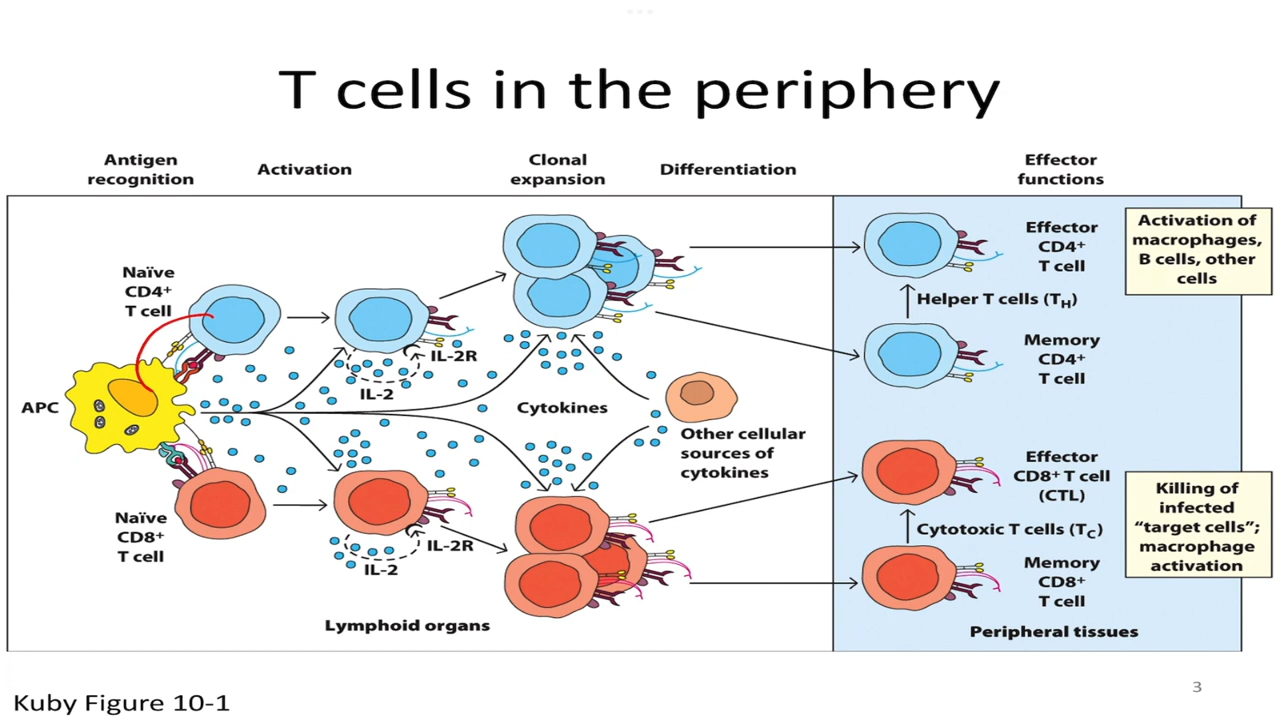 T cells in the periphery
Antigen
recognition
Activation
Clonal
expansion
Differentiation
Effector
functions
Naïve
CD4+
T cell
APC
Naïve
CD8+
T cell
IL-2R
IL-2
IL-2R
IL-2
Cytokines
Other cellular
sources of
cytokines
Lymphoid organs
Effector
CD4+
T cell
Helper T cells (TH)
Memory
CD4+
T cell
Activation of
macrophages,
B cells, other
cells
Effector
CD8+ T cell
(CTL)
Cytotoxic T cells (TC)
Memory
CD8+
T cell
Killing of
infected
“target cells”;
macrophage
activation
Peripheral tissues
Kuby Figure 10-1
3